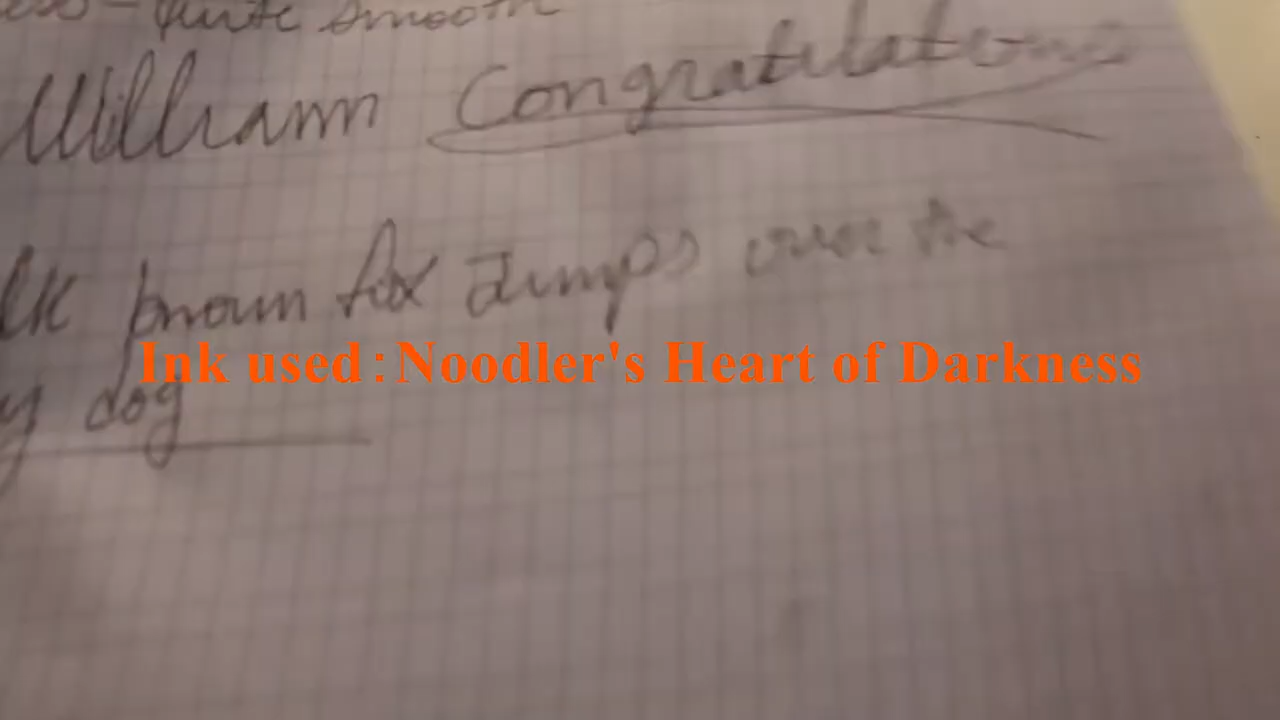 quite smooth
William Congratulations
brown fox Jumps over the
Ink used:Noodler's Heart of Darkness
dog